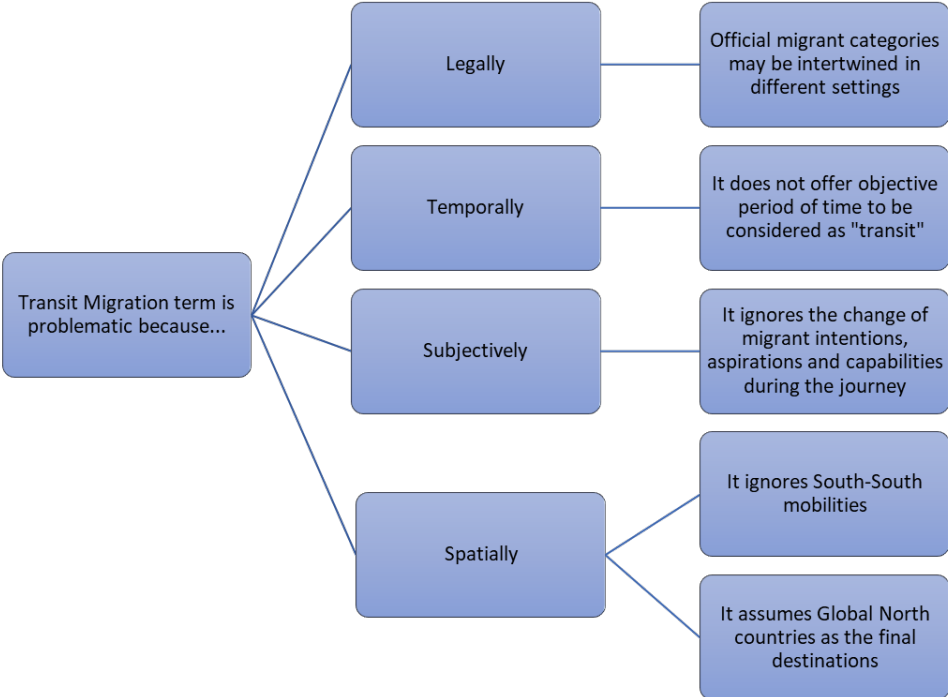 Transit Migration term is
problematic because...
Legally
Official migrant categories
may be intertwined in
different settings
Temporally
It does not offer objective
period of time to be
considered as "transit"
Subjectively
It ignores the change of
migrant intentions,
aspirations and capabilities
during the journey
Spatially
It ignores South-South
mobilities
It assumes Global North
countries as the final
destinations